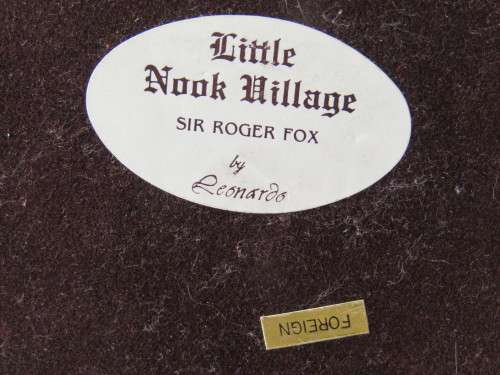 Little
Nook Village
SIR ROGER FOX
by
Leonardo
FOREIGN